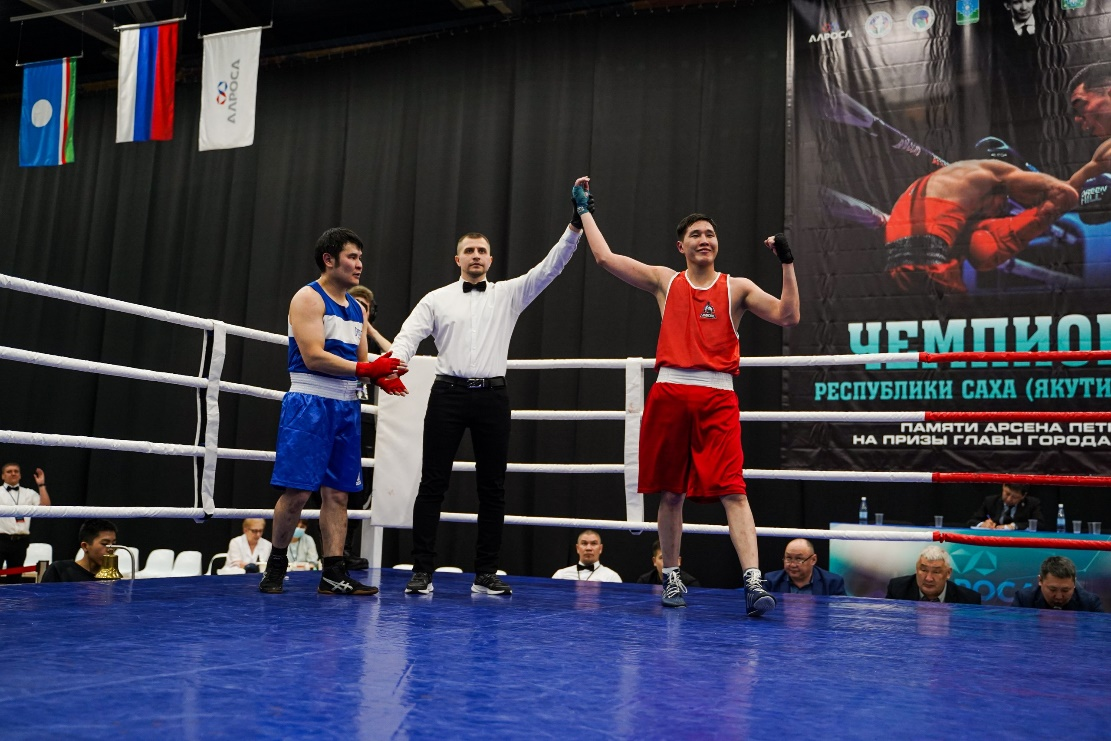 АЛРОСА
АЛРОСА
ЧЕМПИО
РЕСПУБЛИКИ САХА (ЯКУТИ
ПАМЯТИ АРСЕНА ПЕТ
НА ПРИЗЫ ГЛАВЫ ГОРОДА